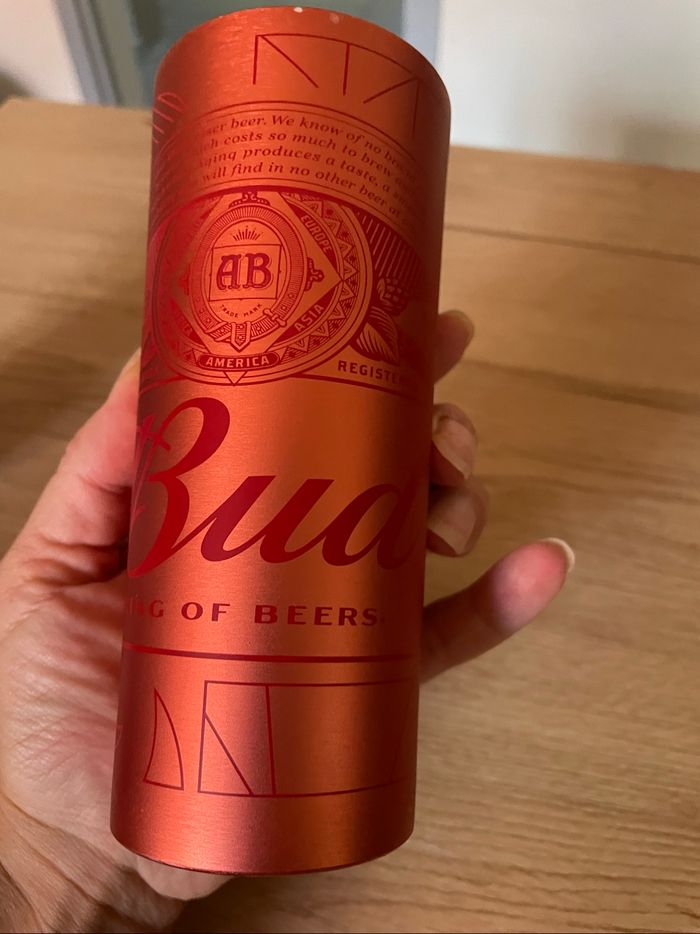 beer. We know of no
costs so much to brew
produces a taste, a
will find in no other beer at
EUROPE
AB
TRADE MARK
ASIA
AMERICA
Bud
OF BEERS